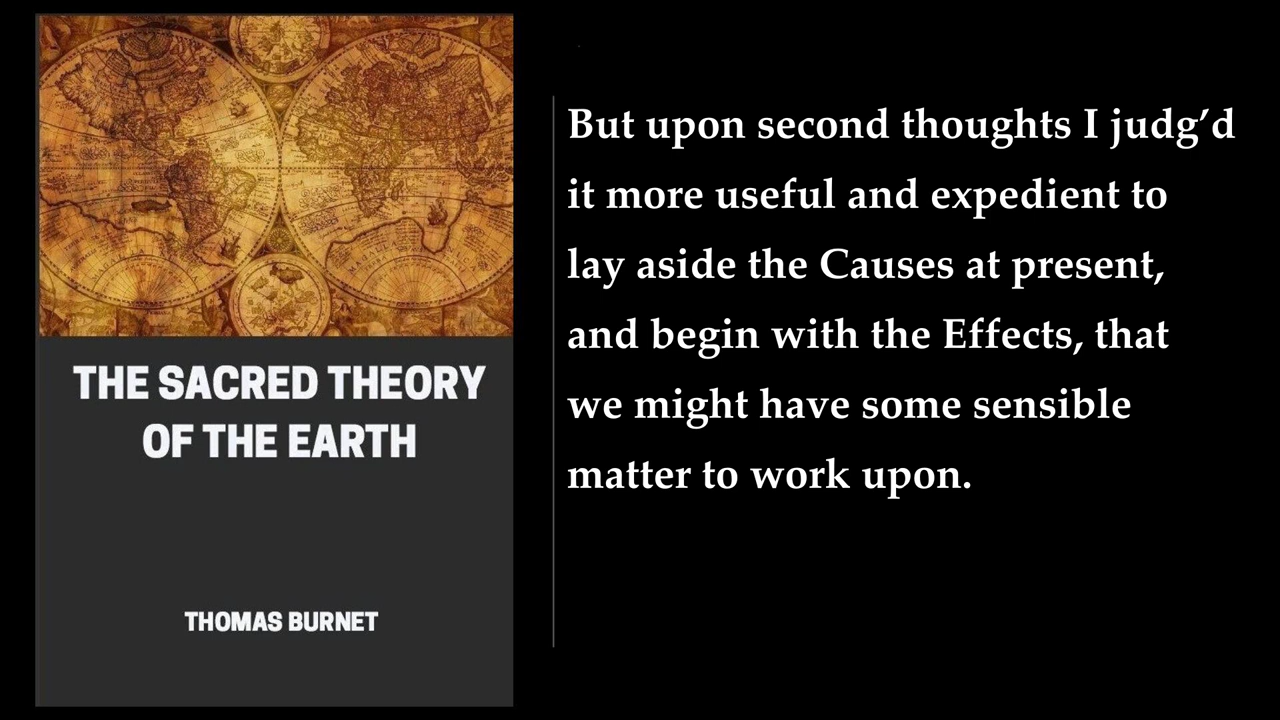 THE SACRED THEORY
OF THE EARTH
THOMAS BURNET
But upon second thoughts I judg’d
it more useful and expedient to
lay aside the Causes at present,
and begin with the Effects, that
we might have some sensible
matter to work upon.